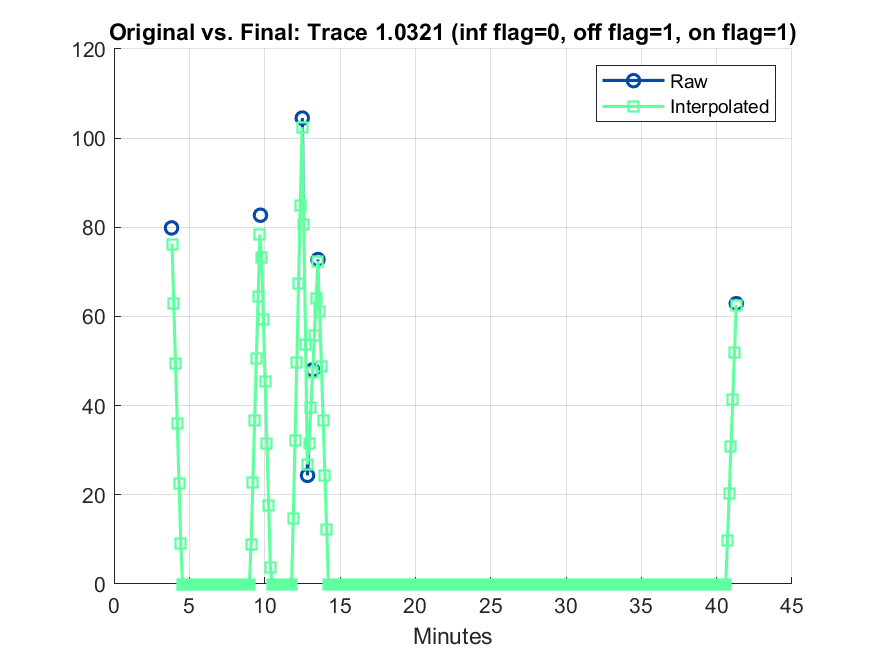 Original vs. Final: Trace 1.0321 (inf flag=0, off flag=1, on flag=1)
120
100
80
60
40
20
0
Raw
Interpolated
0 5 10 15 20 25 30 35 40 45
Minutes